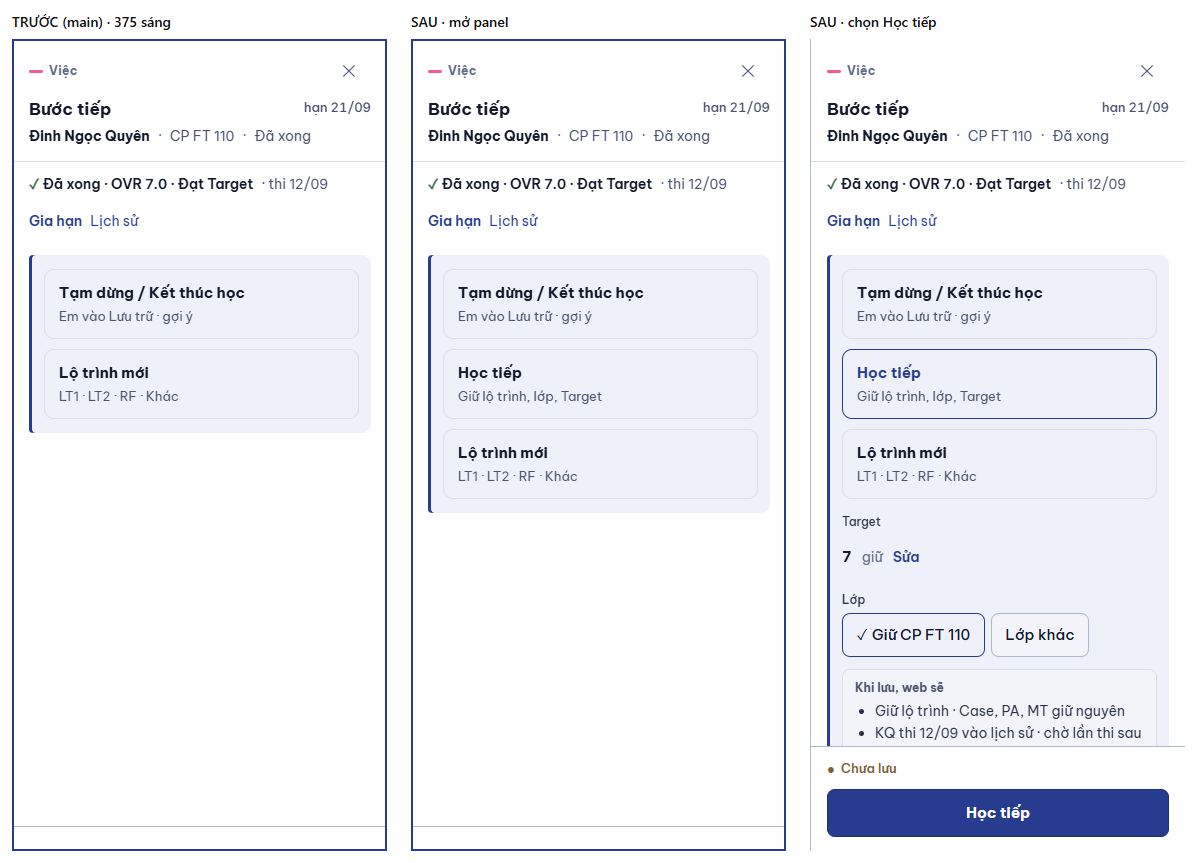 TRƯỚC (main) · 375 sáng
Việc
Bước tiếp
hạn 21/09
Đinh Ngọc Quyên · CP FT 110 · Đã xong
✓ Đã xong · OVR 7.0 · Đạt Target · thi 12/09
Gia hạn Lịch sử
Tạm dừng / Kết thúc học
Em vào Lưu trữ · gợi ý
Lộ trình mới
LT1 · LT2 · RF · Khác
SAU · mở panel
Việc
Bước tiếp
hạn 21/09
Đinh Ngọc Quyên · CP FT 110 · Đã xong
✓ Đã xong · OVR 7.0 · Đạt Target · thi 12/09
Gia hạn Lịch sử
Tạm dừng / Kết thúc học
Em vào Lưu trữ · gợi ý
Học tiếp
Giữ lộ trình, lớp, Target
Lộ trình mới
LT1 · LT2 · RF · Khác
SAU · chọn Học tiếp
Việc
Bước tiếp
hạn 21/09
Đinh Ngọc Quyên · CP FT 110 · Đã xong
✓ Đã xong · OVR 7.0 · Đạt Target · thi 12/09
Gia hạn Lịch sử
Tạm dừng / Kết thúc học
Em vào Lưu trữ · gợi ý
Học tiếp
Giữ lộ trình, lớp, Target
Lộ trình mới
LT1 · LT2 · RF · Khác
Target
7 giữ Sửa
Lớp
✓ Giữ CP FT 110
Lớp khác
Khi lưu, web sẽ
• Giữ lộ trình · Case, PA, MT giữ nguyên
• KQ thi 12/09 vào lịch sử · chờ lần thi sau
● Chưa lưu
Học tiếp